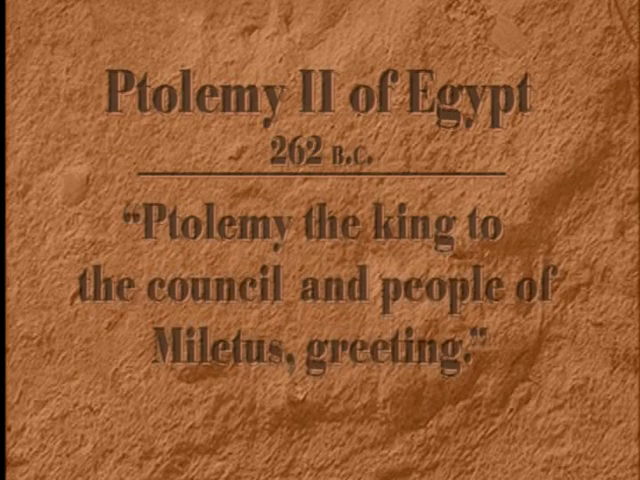 Ptolemy II of Egypt
262 B.C.
"Ptolemy the king to
the council and people of
Miletus, greeting."